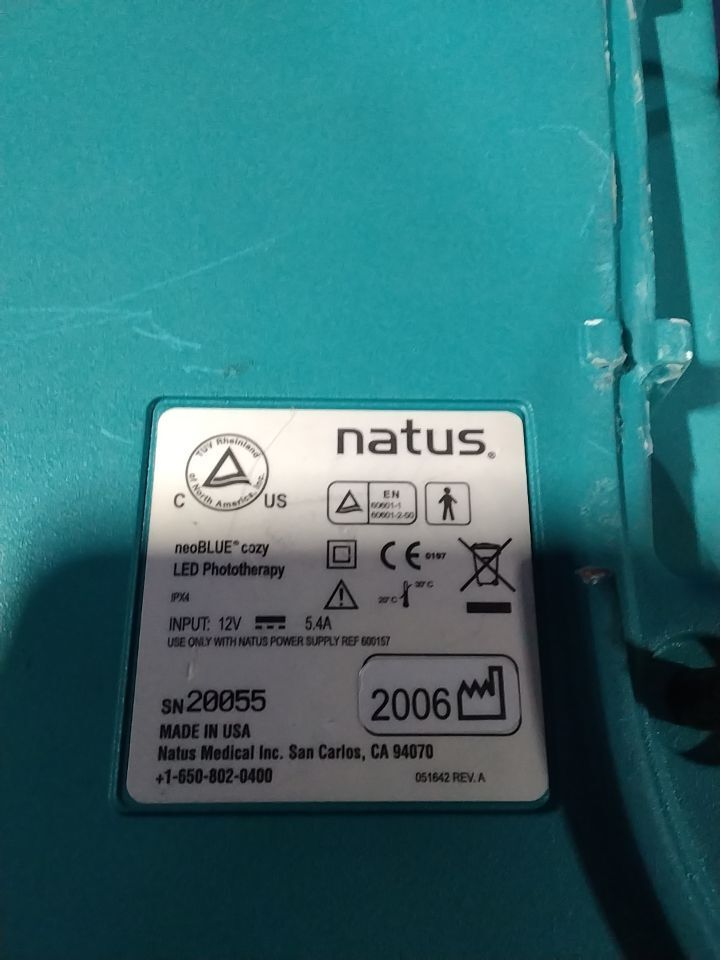 natus®
TUV Rheinland
of North America, Inc.
C US
EN
60601-1
60601-2-50
neoBLUE® cozy
LED Phototherapy
CE 0197
IPX4
20°C 30°C
INPUT: 12V 5.4A
USE ONLY WITH NATUS POWER SUPPLY REF 600157
SN 20055
2006
MADE IN USA
Natus Medical Inc. San Carlos, CA 94070
+1-650-802-0400
051642 REV. A